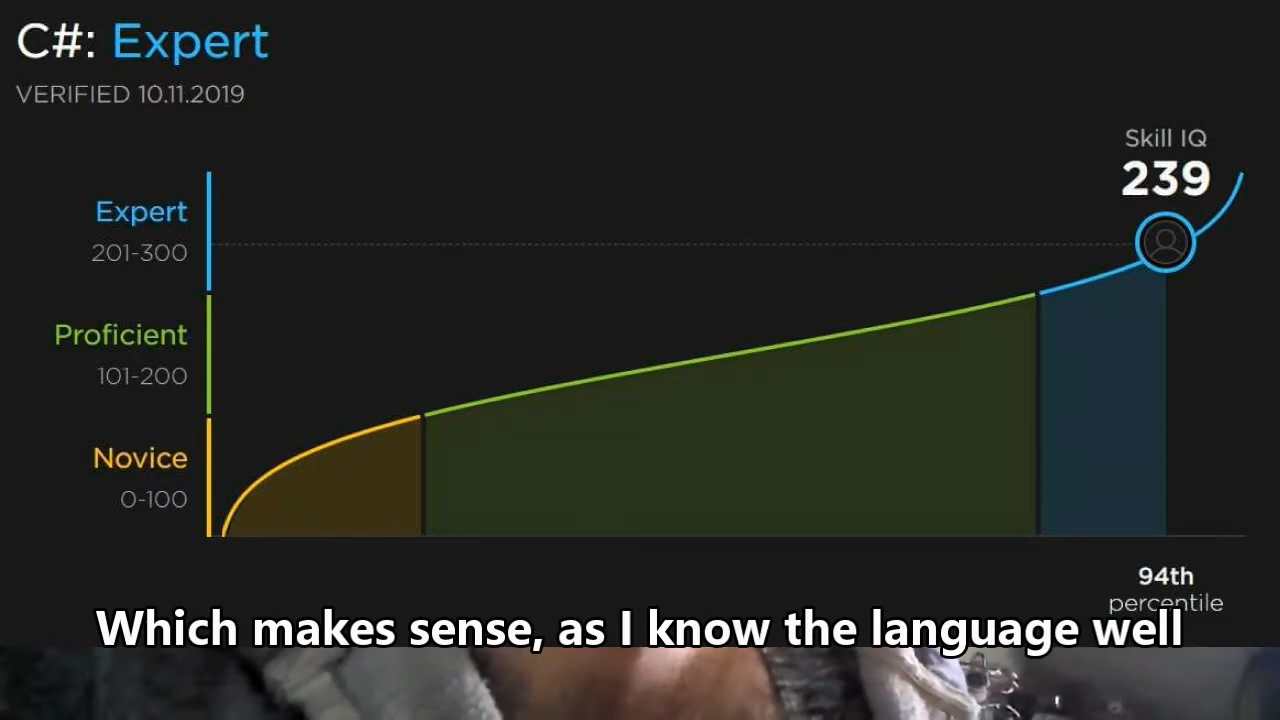 C#: Expert
VERIFIED 10.11.2019
Skill IQ
239
Expert
201-300
Proficient
101-200
Novice
0-100
94th
percentile
Which makes sense, as I know the language well